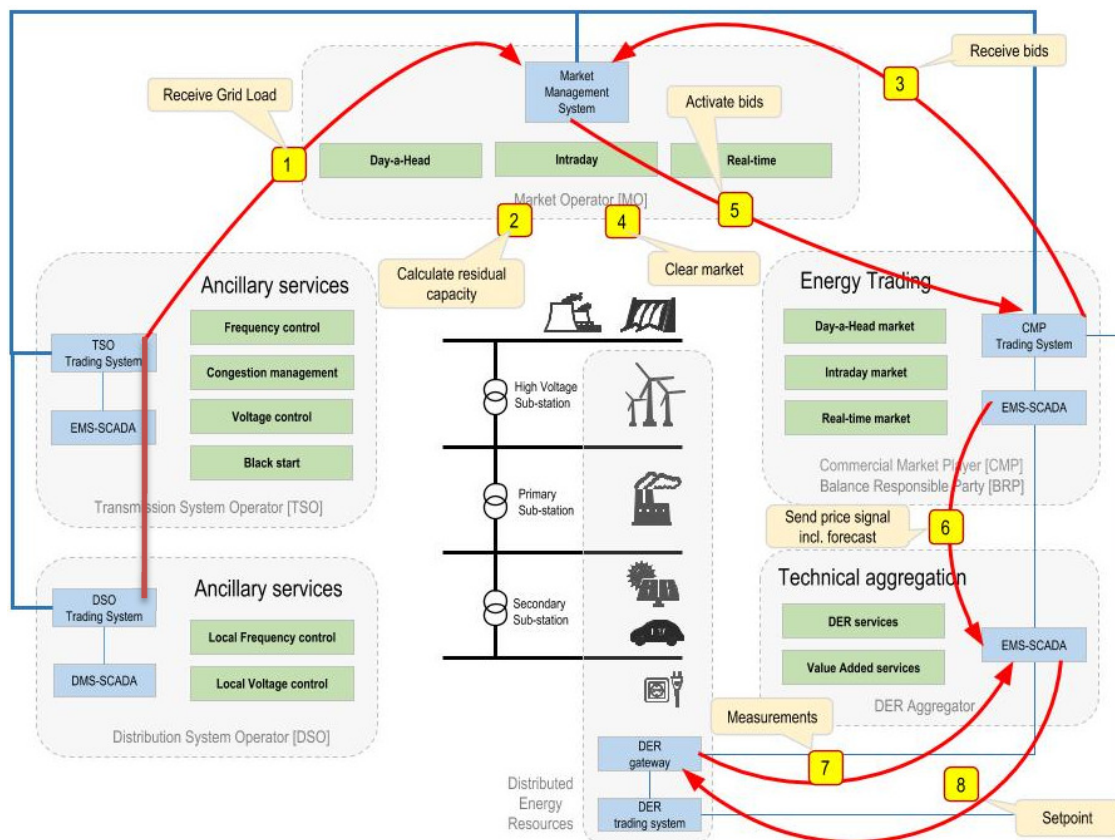 Receive Grid Load
1
Market
Management
System
Receive bids
3
Activate bids
Day-a-Head
Intraday
Real-time
Market Operator [MO]
2
4
5
Calculate residual
capacity
Clear market
Ancillary services
TSO
Trading System
EMS-SCADA
Frequency control
Congestion management
Voltage control
Black start
Transmission System Operator [TSO]
Energy Trading
Day-a-Head market
Intraday market
Real-time market
CMP
Trading System
EMS-SCADA
Commercial Market Player [CMP]
Balance Responsible Party [BRP]
High Voltage
Sub-station
Primary
Sub-station
Secondary
Sub-station
Send price signal
incl. forecast
6
Ancillary services
DSO
Trading System
DMS-SCADA
Local Frequency control
Local Voltage control
Distribution System Operator [DSO]
Technical aggregation
DER services
Value Added services
EMS-SCADA
DER Aggregator
Measurements
7
8
Setpoint
Distributed
Energy
Resources
DER
gateway
DER
trading system